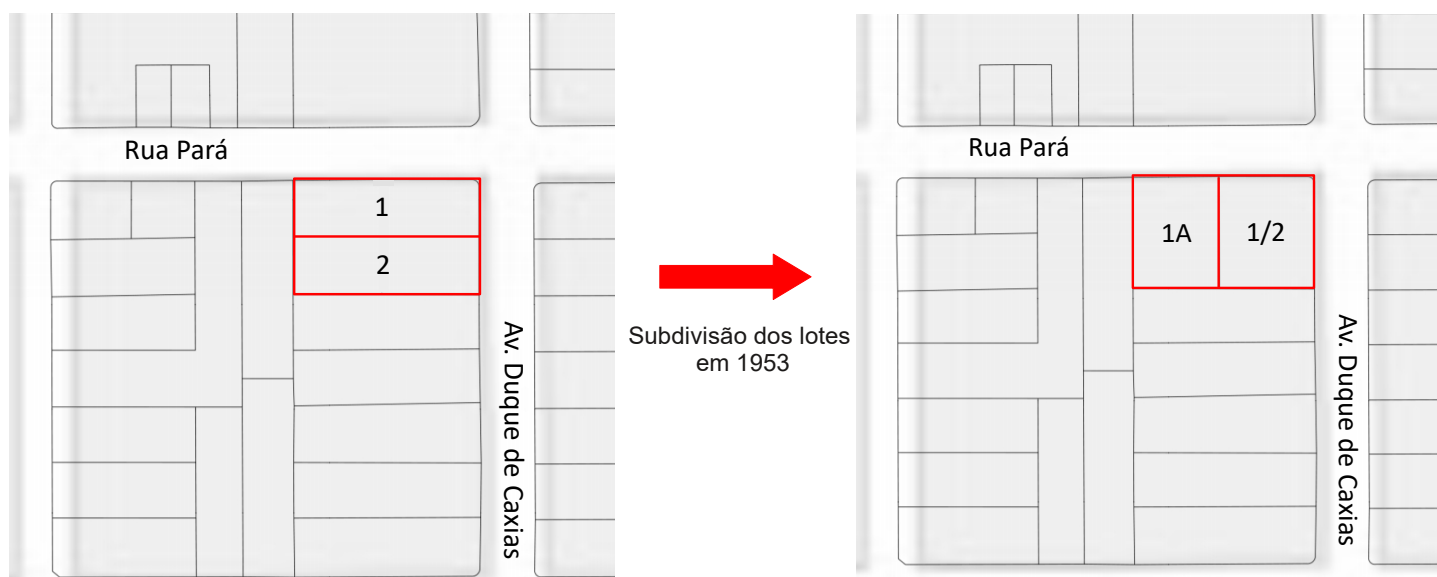 Rua Pará
1
2
Av. Duque de Caxias
Subdivisão dos lotes
em 1953
Rua Pará
1A
1/2
Av. Duque de Caxias